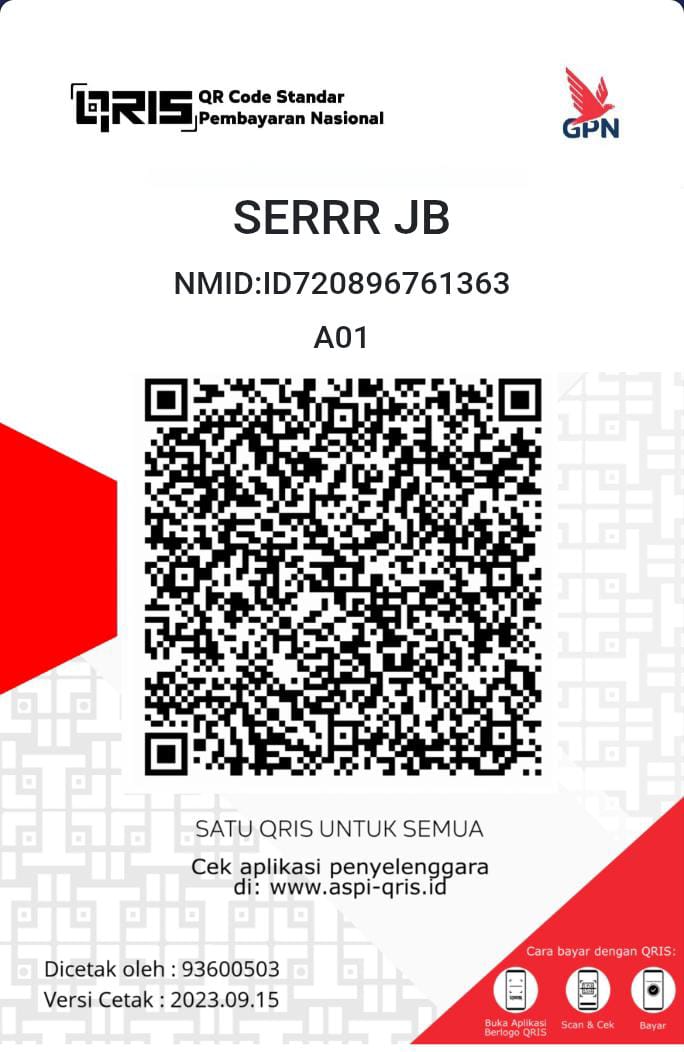 QRIS QR Code Standar
Pembayaran Nasional
GPN
SERRR JB
NMID:ID720896761363
A01
SATU QRIS UNTUK SEMUA
Cek aplikasi penyelenggara
di: www.aspi-qris.id
Dicetak oleh : 93600503
Versi Cetak : 2023.09.15
Cara bayar dengan QRIS:
Buka Aplikasi
Berlogo QRIS
Scan & Cek
Bayar